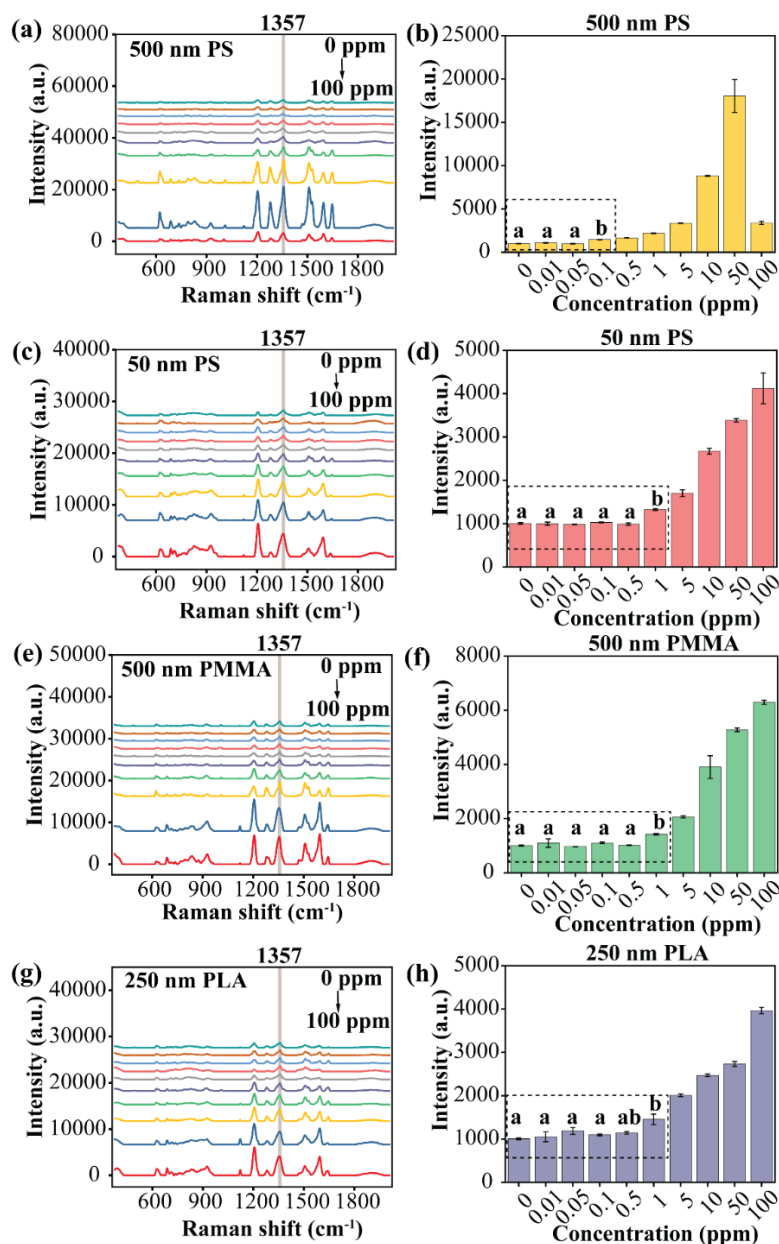 (a)
1357
500 nm PS
0 ppm
100 ppm
80000
60000
40000
20000
0
Intensity (a.u.)
600 900 1200 1500 1800
Raman shift (cm⁻¹)
(b)
500 nm PS
25000
20000
15000
10000
5000
0
Intensity (a.u.)
a a a b
0 0.01 0.05 0.1 0.5 1 5 10 50 100
Concentration (ppm)
(c)
1357
50 nm PS
0 ppm
100 ppm
40000
30000
20000
10000
0
Intensity (a.u.)
600 900 1200 1500 1800
Raman shift (cm⁻¹)
(d)
50 nm PS
5000
4000
3000
2000
1000
0
Intensity (a.u.)
a a a a a b
0 0.01 0.05 0.1 0.5 1 5 10 50 100
Concentration (ppm)
(e)
1357
500 nm PMMA
0 ppm
100 ppm
50000
40000
30000
20000
10000
0
Intensity (a.u.)
600 900 1200 1500 1800
Raman shift (cm⁻¹)
(f)
500 nm PMMA
8000
6000
4000
2000
0
Intensity (a.u.)
a a a a a b
0 0.01 0.05 0.1 0.5 1 5 10 50 100
Concentration (ppm)
(g)
1357
250 nm PLA
0 ppm
100 ppm
40000
30000
20000
10000
0
Intensity (a.u.)
600 900 1200 1500 1800
Raman shift (cm⁻¹)
(h)
250 nm PLA
5000
4000
3000
2000
1000
0
Intensity (a.u.)
a a a a ab b
0 0.01 0.05 0.1 0.5 1 5 10 50 100
Concentration (ppm)